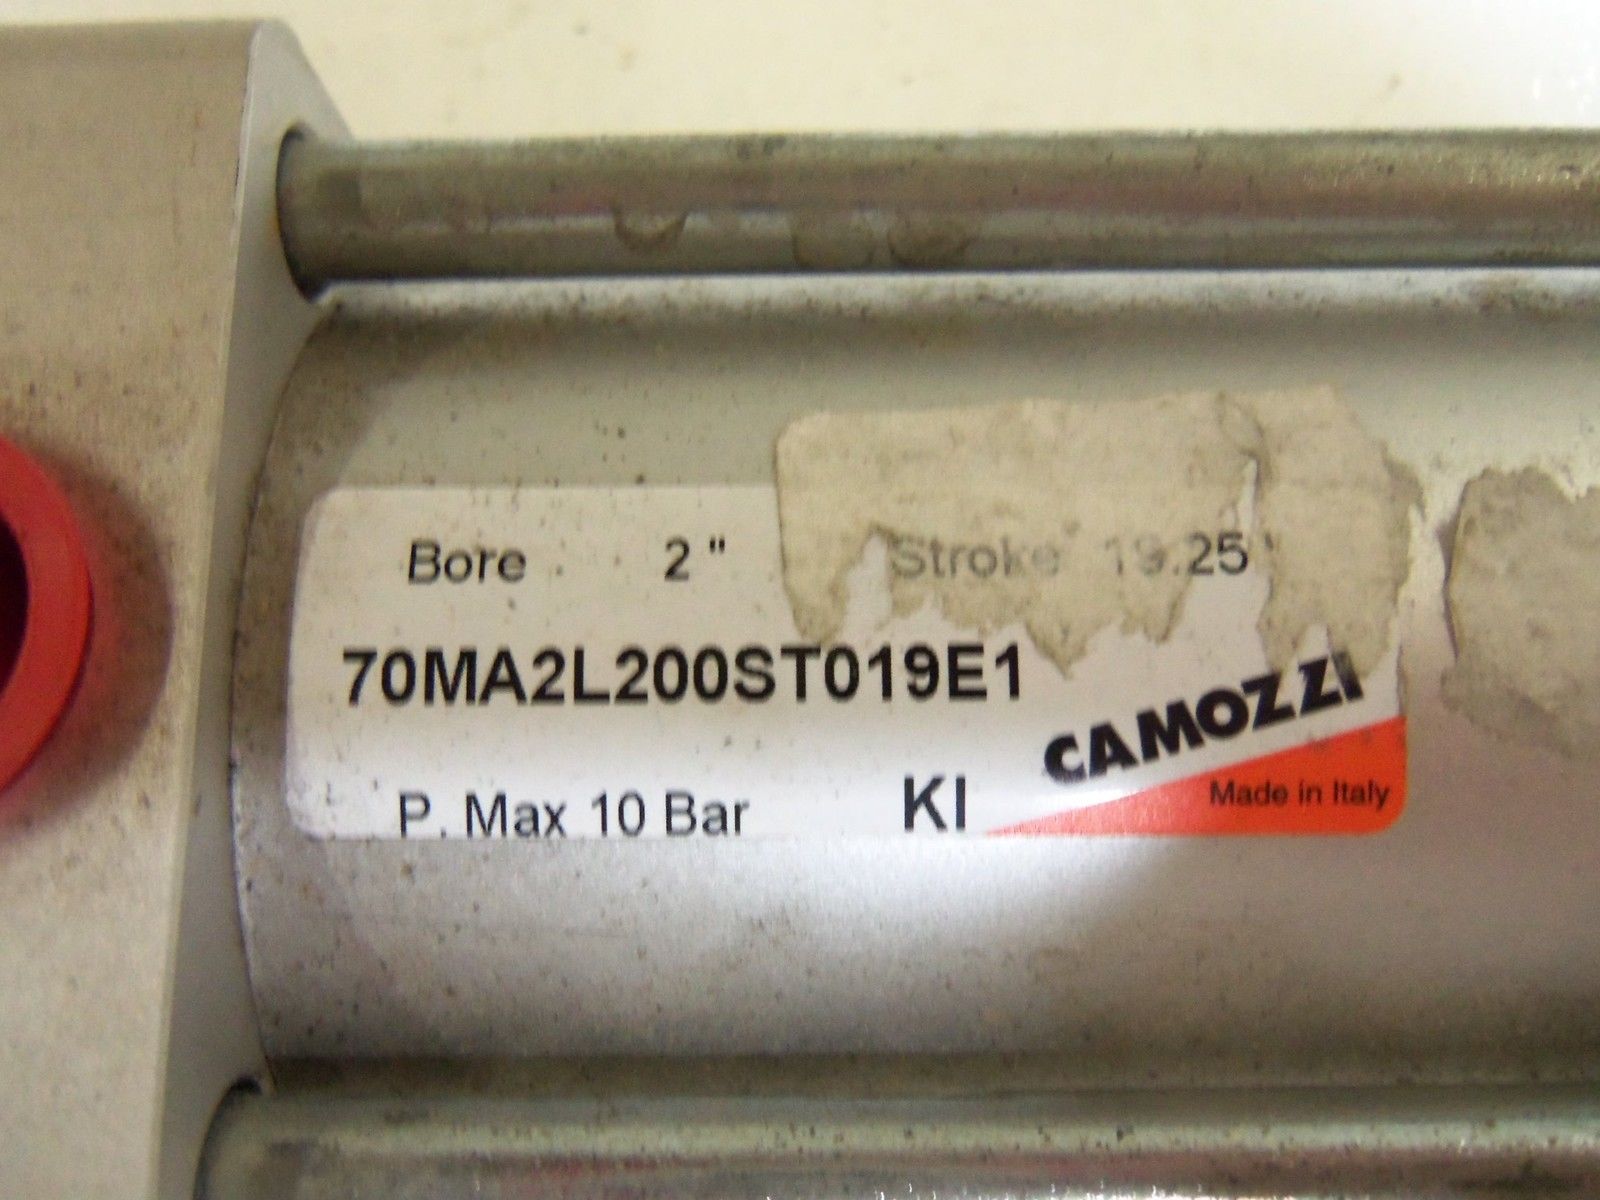 Bore 2" Stroke 19.25
70MA2L200ST019E1
CAMOZZI
P. Max 10 Bar KI
Made in Italy